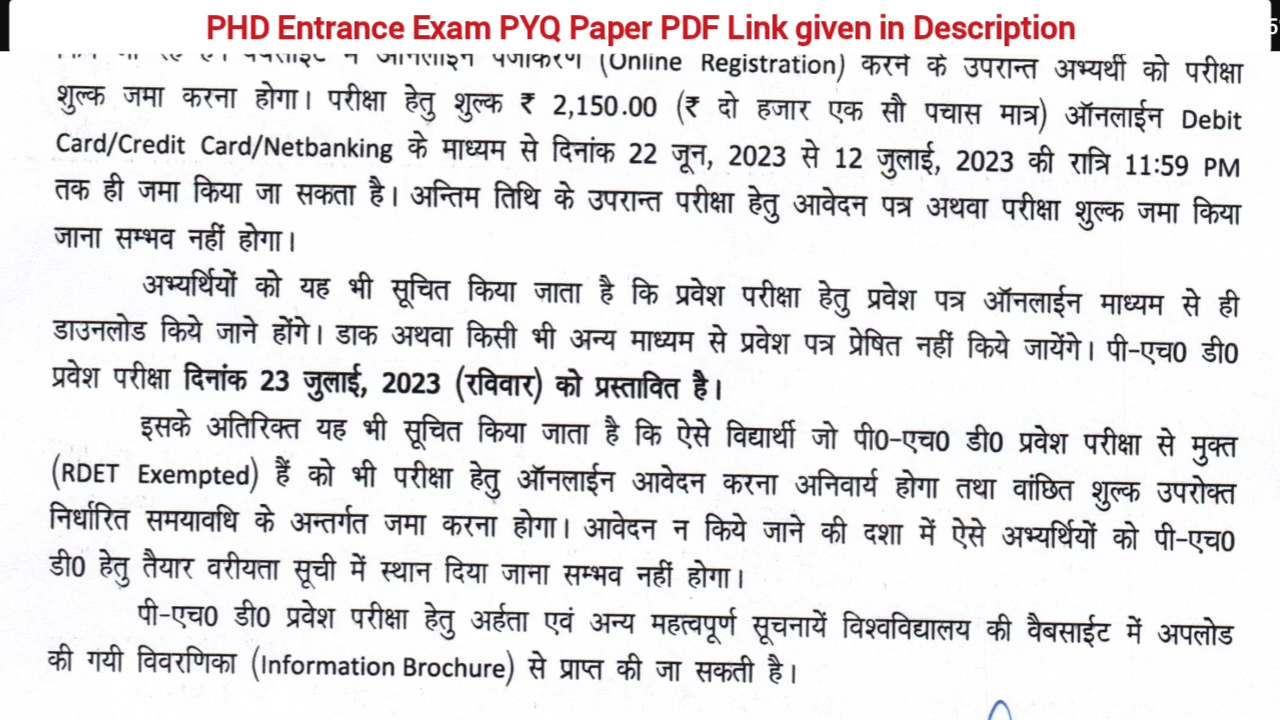 PHD Entrance Exam PYQ Paper PDF Link given in Description
(Online Registration) करने के उपरान्त अभ्यर्थी को परीक्षा
शुल्क जमा करना होगा। परीक्षा हेतु शुल्क ₹ 2,150.00 (₹ दो हजार एक सौ पचास मात्र) ऑनलाईन Debit
Card/Credit Card/Netbanking के माध्यम से दिनांक 22 जून, 2023 से 12 जुलाई, 2023 की रात्रि 11:59 PM
तक ही जमा किया जा सकता है। अन्तिम तिथि के उपरान्त परीक्षा हेतु आवेदन पत्र अथवा परीक्षा शुल्क जमा किया
जाना सम्भव नहीं होगा।
अभ्यर्थियों को यह भी सूचित किया जाता है कि प्रवेश परीक्षा हेतु प्रवेश पत्र ऑनलाईन माध्यम से ही
डाउनलोड किये जाने होंगे। डाक अथवा किसी भी अन्य माध्यम से प्रवेश पत्र प्रेषित नहीं किये जायेंगे। पी-एच0 डी0
प्रवेश परीक्षा दिनांक 23 जुलाई, 2023 (रविवार) को प्रस्तावित है।
इसके अतिरिक्त यह भी सूचित किया जाता है कि ऐसे विद्यार्थी जो पी0-एच0 डी0 प्रवेश परीक्षा से मुक्त
(RDET Exempted) हैं को भी परीक्षा हेतु ऑनलाईन आवेदन करना अनिवार्य होगा तथा वांछित शुल्क उपरोक्त
निर्धारित समयावधि के अन्तर्गत जमा करना होगा। आवेदन न किये जाने की दशा में ऐसे अभ्यर्थियों को पी-एच0
डी0 हेतु तैयार वरीयता सूची में स्थान दिया जाना सम्भव नहीं होगा।
पी-एच0 डी0 प्रवेश परीक्षा हेतु अर्हता एवं अन्य महत्वपूर्ण सूचनायें विश्वविद्यालय की वैबसाईट में अपलोड
की गयी विवरणिका (Information Brochure) से प्राप्त की जा सकती है।